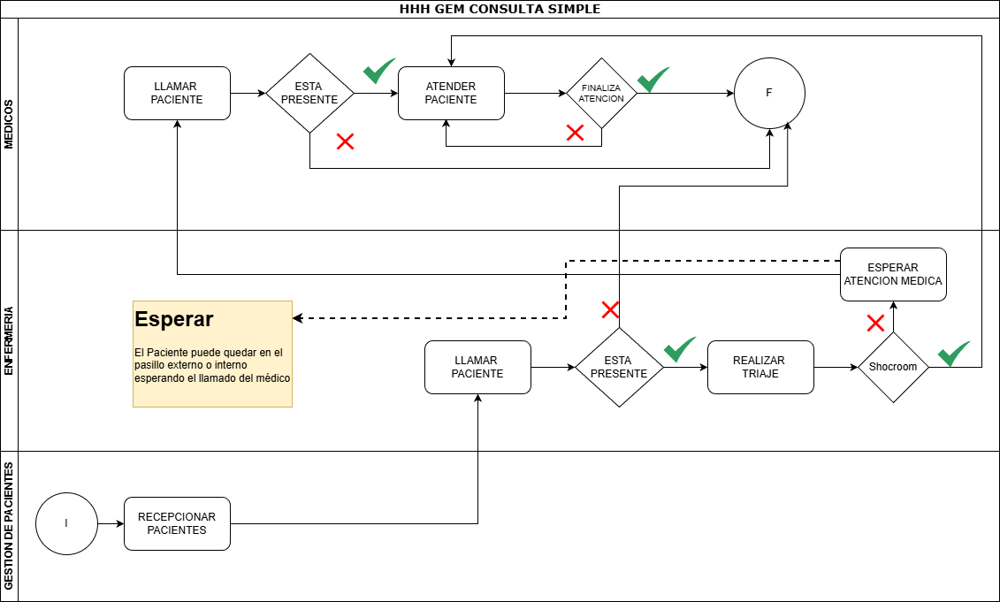 HHH GEM CONSULTA SIMPLE
MEDICOS
LLAMAR
PACIENTE
ESTA
PRESENTE
ATENDER
PACIENTE
FINALIZA
ATENCION
F
ENFERMERIA
ESPERAR
ATENCION MEDICA
Esperar
El Paciente puede quedar en el
pasillo externo o interno
esperando el llamado del médico
LLAMAR
PACIENTE
ESTA
PRESENTE
REALIZAR
TRIAJE
Shocroom
GESTION DE PACIENTES
I
RECEPCIONAR
PACIENTES